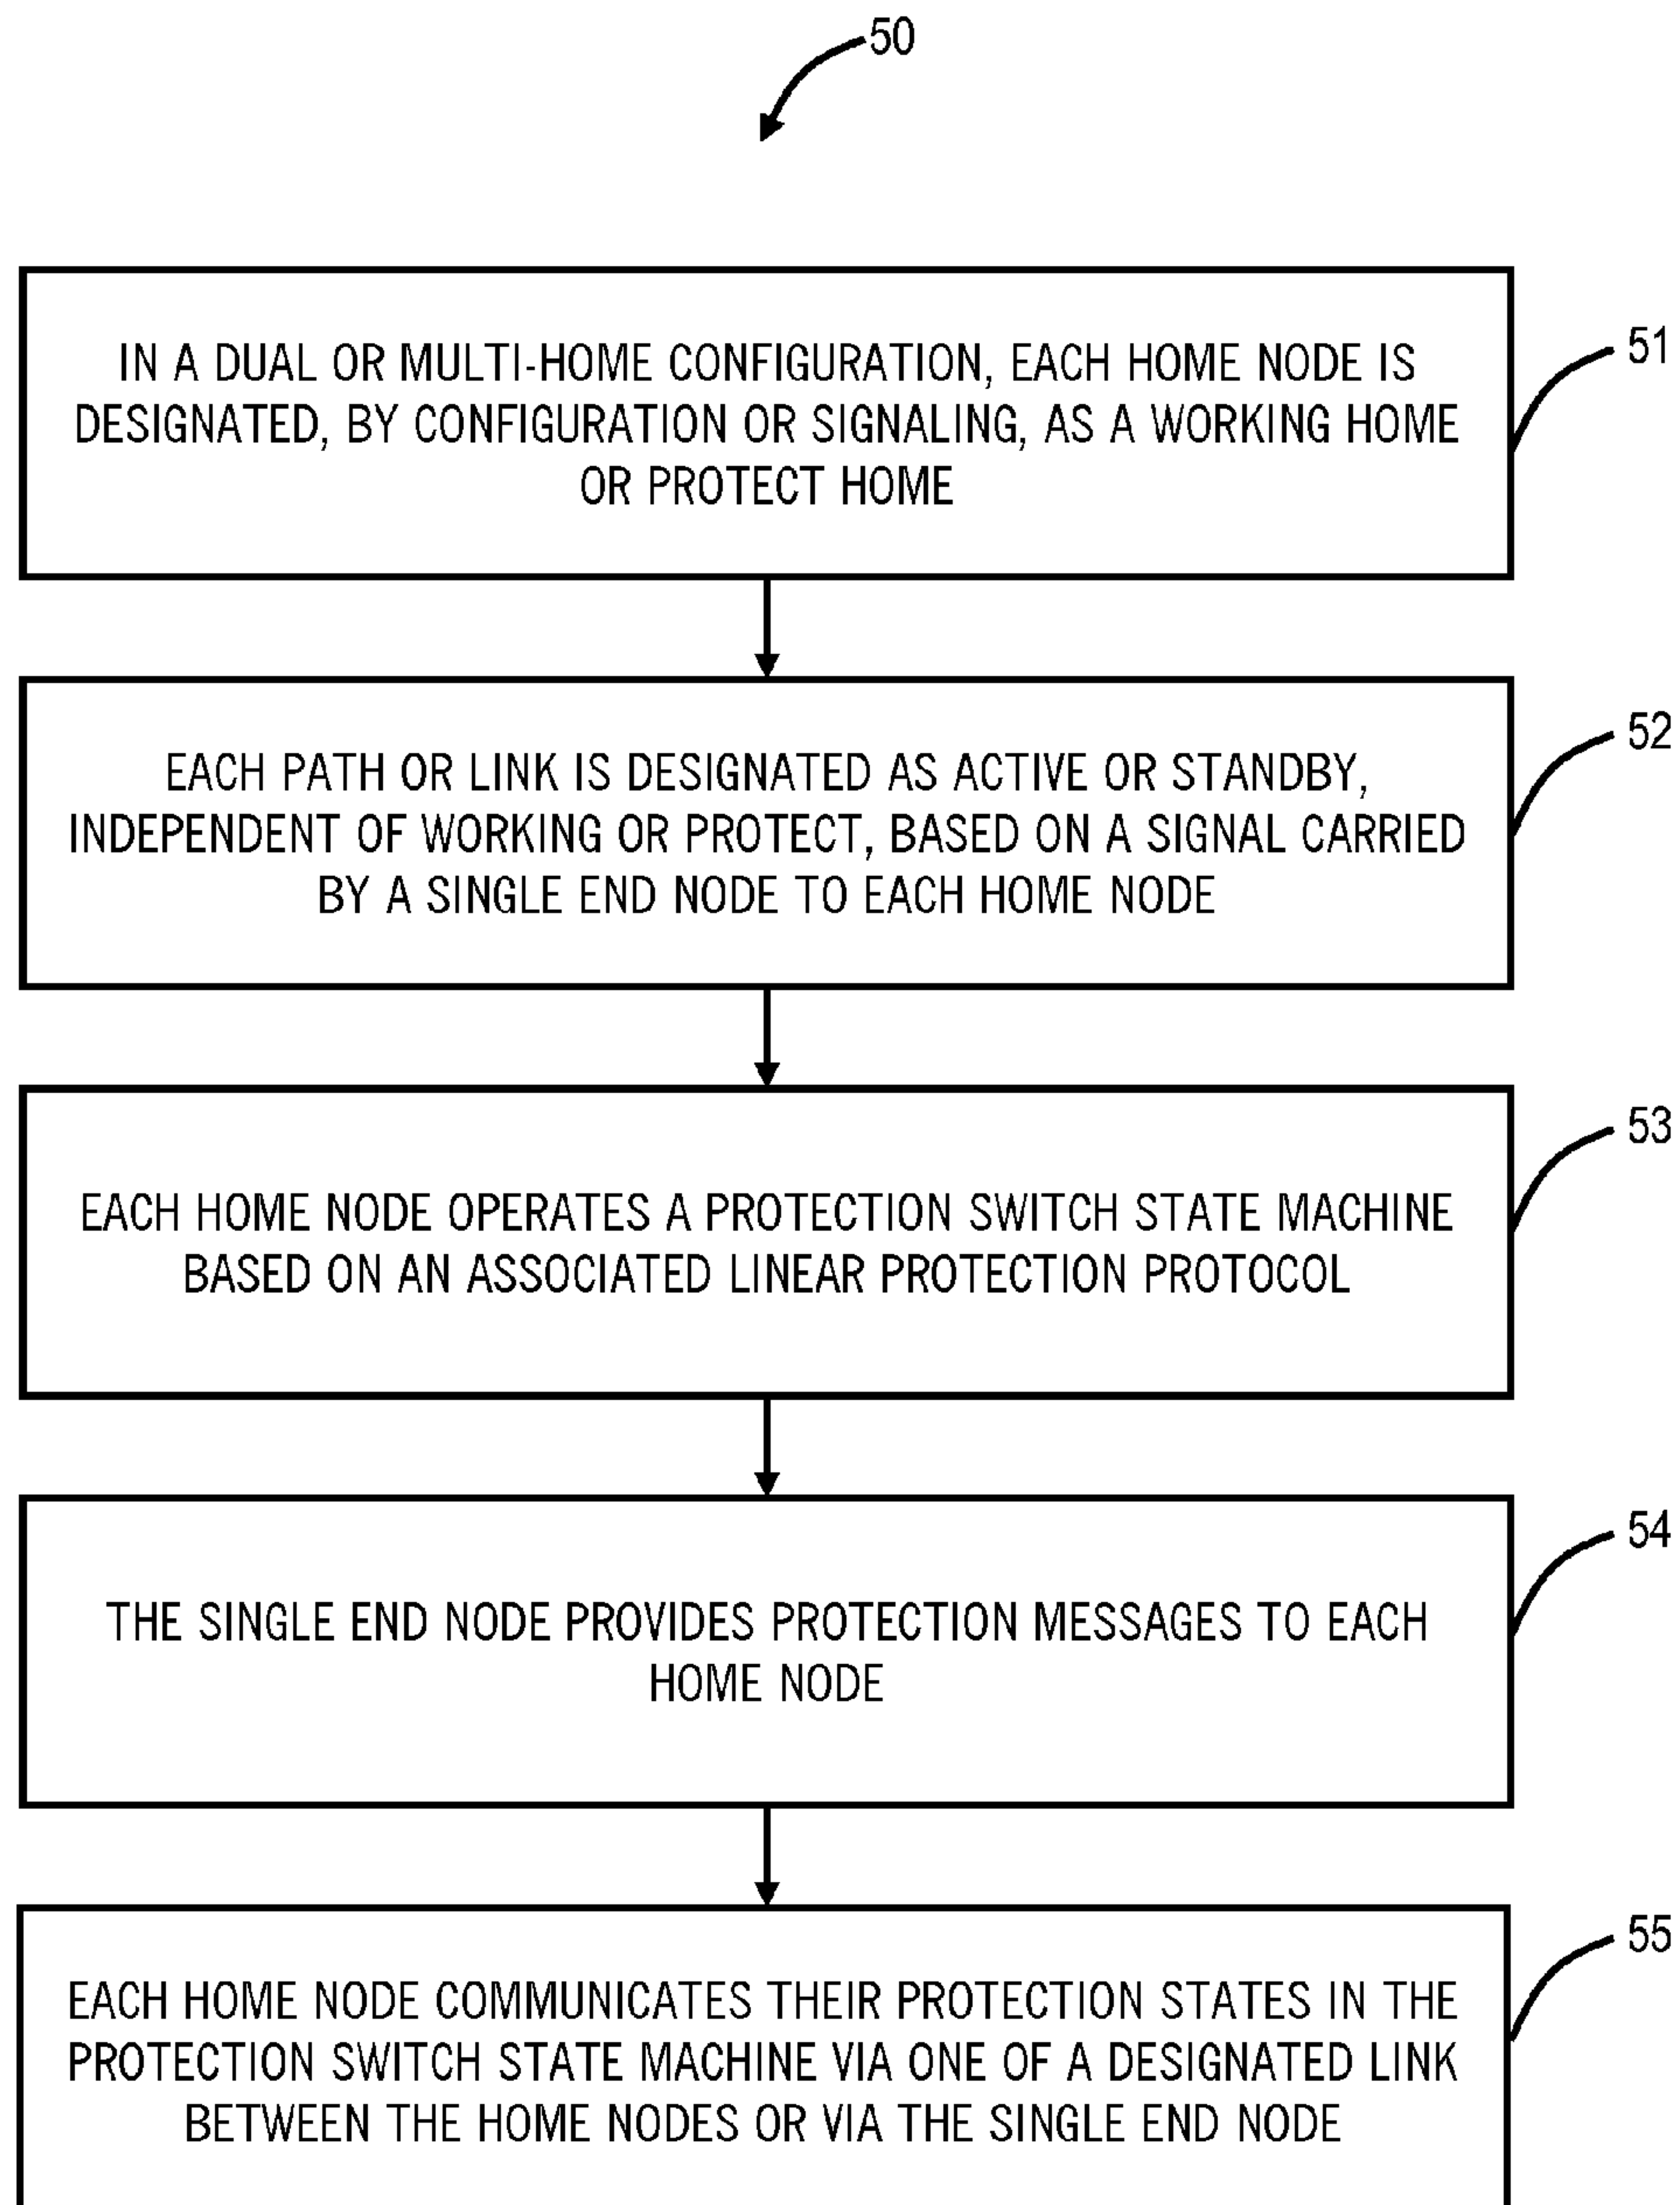 50
IN A DUAL OR MULTI-HOME CONFIGURATION, EACH HOME NODE IS
DESIGNATED, BY CONFIGURATION OR SIGNALING, AS A WORKING HOME
OR PROTECT HOME
51
EACH PATH OR LINK IS DESIGNATED AS ACTIVE OR STANDBY,
INDEPENDENT OF WORKING OR PROTECT, BASED ON A SIGNAL CARRIED
BY A SINGLE END NODE TO EACH HOME NODE
52
EACH HOME NODE OPERATES A PROTECTION SWITCH STATE MACHINE
BASED ON AN ASSOCIATED LINEAR PROTECTION PROTOCOL
53
THE SINGLE END NODE PROVIDES PROTECTION MESSAGES TO EACH
HOME NODE
54
EACH HOME NODE COMMUNICATES THEIR PROTECTION STATES IN THE
PROTECTION SWITCH STATE MACHINE VIA ONE OF A DESIGNATED LINK
BETWEEN THE HOME NODES OR VIA THE SINGLE END NODE
55